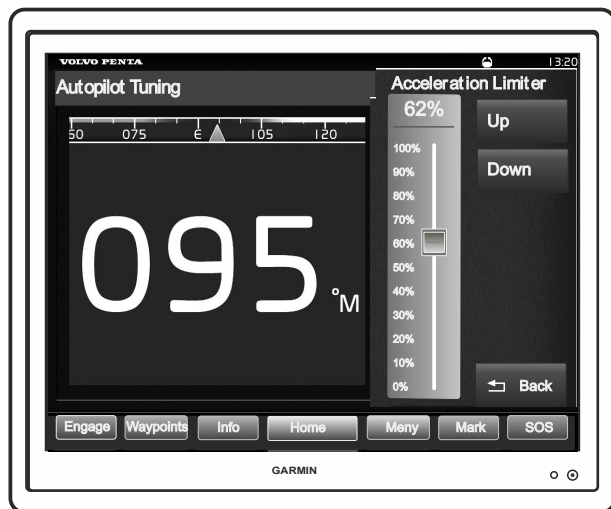 VOLVO PENTA 13:20
Autopilot Tuning
Acceleration Limiter
60 075 E 105 120
095 °M
62%
100%
90%
80%
70%
60%
50%
40%
30%
20%
10%
0%
Up
Down
Back
Engage Waypoints Info Home Meny Mark SOS
GARMIN